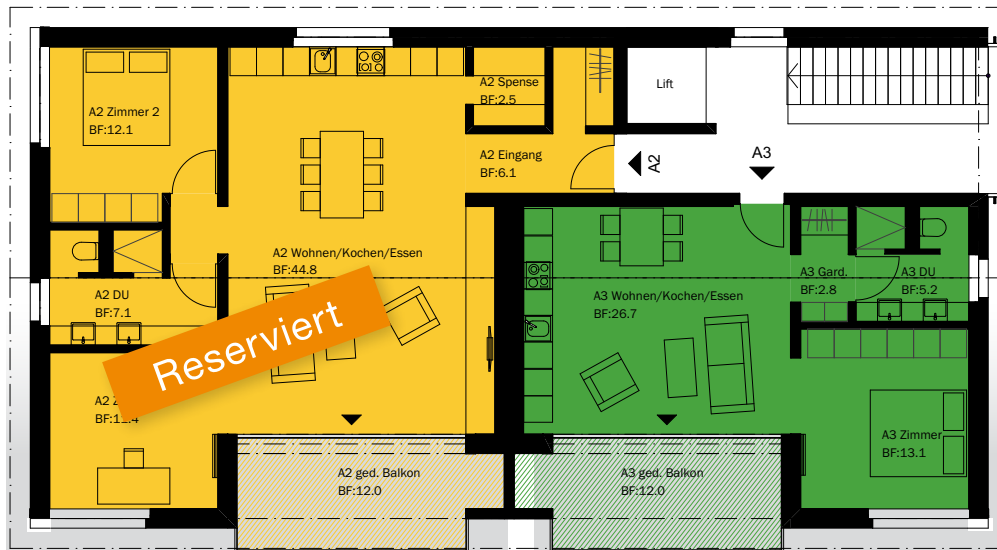 A2 Spense
BF:2.5
Lift
A2 Zimmer 2
BF:12.1
A2 Eingang
BF:6.1
A2
A3
A2 Wohnen/Kochen/Essen
BF:44.8
A3 Gard.
BF:2.8
A3 DU
BF:5.2
A2 DU
BF:7.1
A3 Wohnen/Kochen/Essen
BF:26.7
Reserviert
A2
A3 Zimmer
BF:13.1
A2 ged. Balkon
BF:12.0
A3 ged. Balkon
BF:12.0